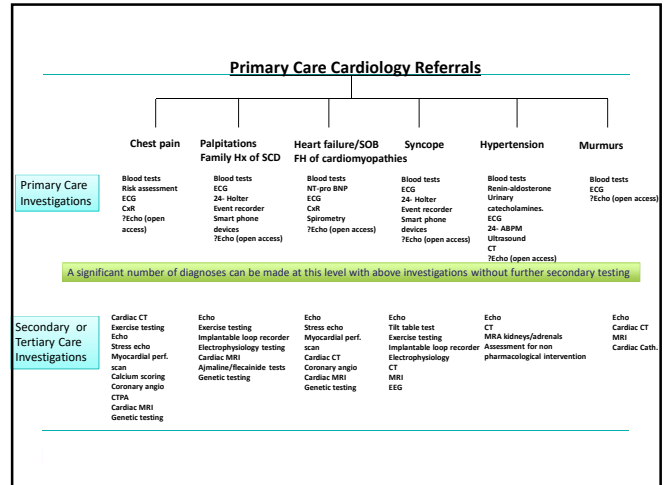 Primary Care Cardiology Referrals
Chest pain
Palpitations
Family Hx of SCD
Heart failure/SOB
FH of cardiomyopathies
Syncope
Hypertension
Murmurs
Primary Care
Investigations
Blood tests
Risk assessment
ECG
CxR
?Echo (open
access)
Blood tests
ECG
24- Holter
Event recorder
Smart phone
devices
?Echo (open access)
Blood tests
NT-pro BNP
ECG
CxR
Spirometry
?Echo (open access)
Blood tests
ECG
24- Holter
Event recorder
Smart phone
devices
?Echo (open access)
Blood tests
Renin-aldosterone
Urinary
catecholamines.
ECG
24- ABPM
Ultrasound
CT
?Echo (open access)
Blood tests
ECG
?Echo (open access)
A significant number of diagnoses can be made at this level with above investigations without further secondary testing
Secondary or
Tertiary Care
Investigations
Cardiac CT
Exercise testing
Echo
Stress echo
Myocardial perf.
scan
Calcium scoring
Coronary angio
CTPA
Cardiac MRI
Genetic testing
Echo
Exercise testing
Implantable loop recorder
Electrophysiology testing
Cardiac MRI
Ajmaline/flecainide tests
Genetic testing
Echo
Stress echo
Myocardial perf.
scan
Cardiac CT
Coronary angio
Cardiac MRI
Genetic testing
Echo
Tilt table test
Exercise testing
Implantable loop recorder
Electrophysiology
CT
MRI
EEG
Echo
CT
MRA kidneys/adrenals
Assessment for non
pharmacological intervention
Echo
Cardiac CT
MRI
Cardiac Cath.